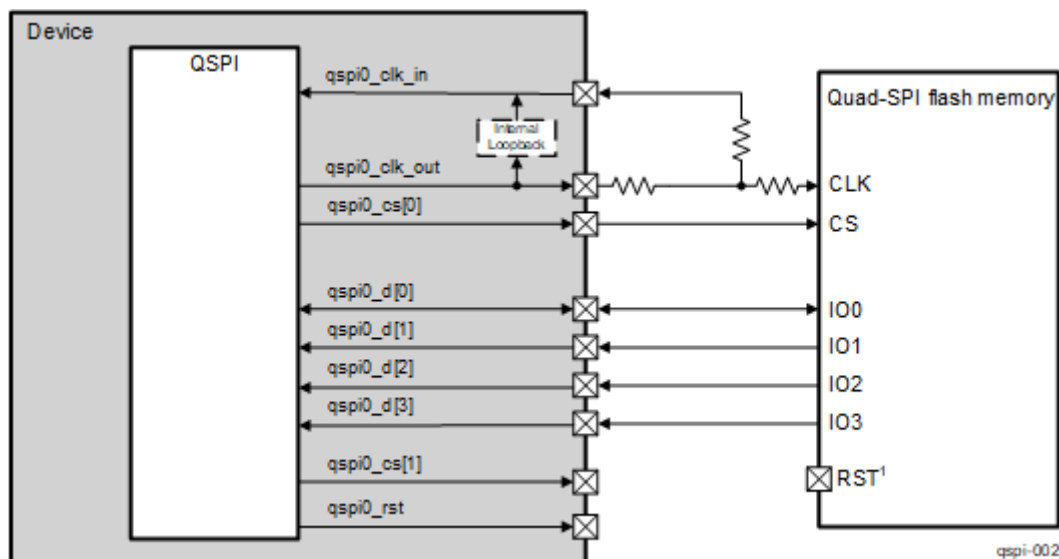 Device
QSPI
qspi0_clk_in
Internal
Loopback
qspi0_clk_out
qspi0_cs[0]
qspi0_d[0]
qspi0_d[1]
qspi0_d[2]
qspi0_d[3]
qspi0_cs[1]
qspi0_rst
Quad-SPI flash memory
CLK
CS
IO0
IO1
IO2
IO3
RST¹
qspi-002